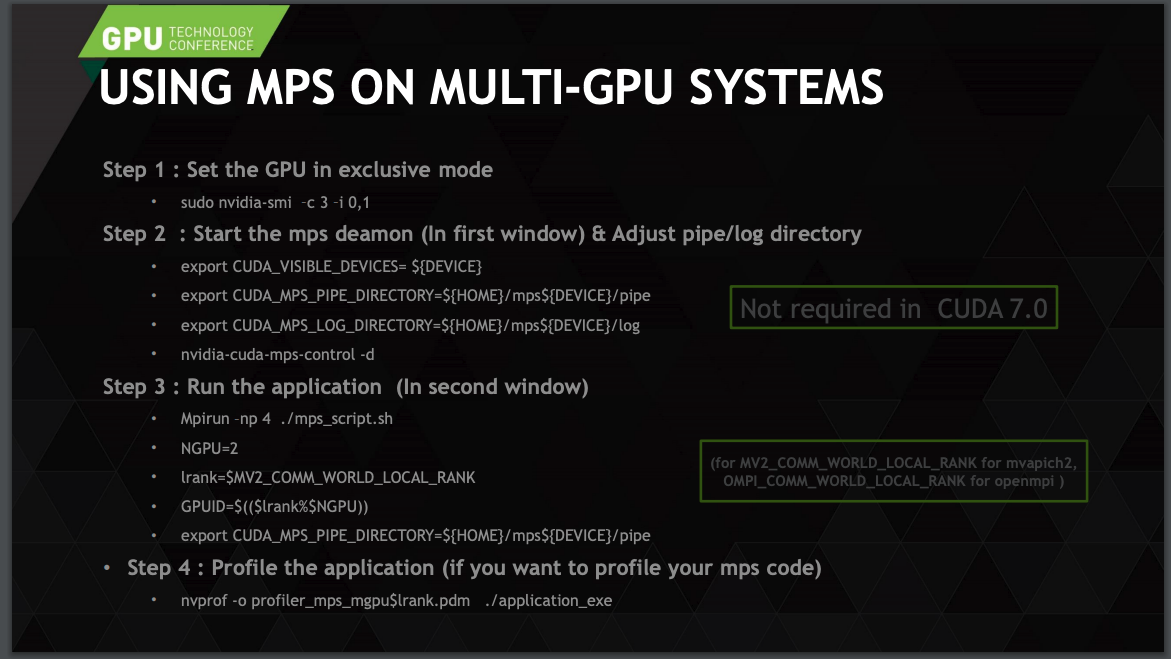 GPU TECHNOLOGY
CONFERENCE
USING MPS ON MULTI-GPU SYSTEMS
Step 1 : Set the GPU in exclusive mode
• sudo nvidia-smi –c 3 –i 0,1
Step 2 : Start the mps deamon (In first window) & Adjust pipe/log directory
• export CUDA_VISIBLE_DEVICES= ${DEVICE}
• export CUDA_MPS_PIPE_DIRECTORY=${HOME}/mps${DEVICE}/pipe
Not required in CUDA 7.0
• export CUDA_MPS_LOG_DIRECTORY=${HOME}/mps${DEVICE}/log
• nvidia-cuda-mps-control -d
Step 3 : Run the application (In second window)
• Mpirun –np 4 ./mps_script.sh
• NGPU=2
• lrank=$MV2_COMM_WORLD_LOCAL_RANK
(for MV2_COMM_WORLD_LOCAL_RANK for mvapich2,
OMPI_COMM_WORLD_LOCAL_RANK for openmpi )
• GPUID=$(($lrank%$NGPU))
• export CUDA_MPS_PIPE_DIRECTORY=${HOME}/mps${DEVICE}/pipe
• Step 4 : Profile the application (if you want to profile your mps code)
• nvprof -o profiler_mps_mgpu$lrank.pdm ./application_exe